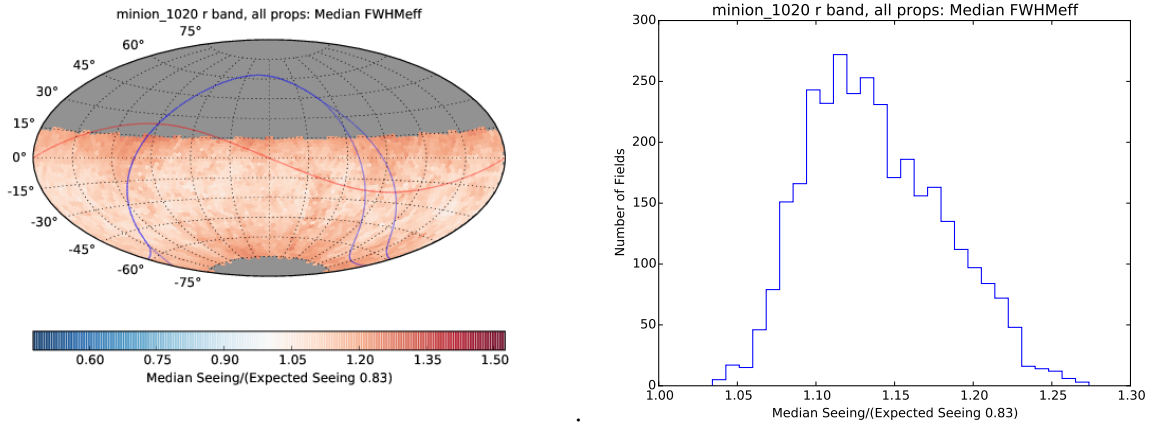 minion_1020 r band, all props: Median FWHMeff
75°
60°
45°
30°
15°
0°
-15°
-30°
-45°
-60°
-75°
0.60 0.75 0.90 1.05 1.20 1.35 1.50
Median Seeing/(Expected Seeing 0.83)
.
minion_1020 r band, all props: Median FWHMeff
300
250
200
150
100
50
0
Number of Fields
1.00 1.05 1.10 1.15 1.20 1.25 1.30
Median Seeing/(Expected Seeing 0.83)